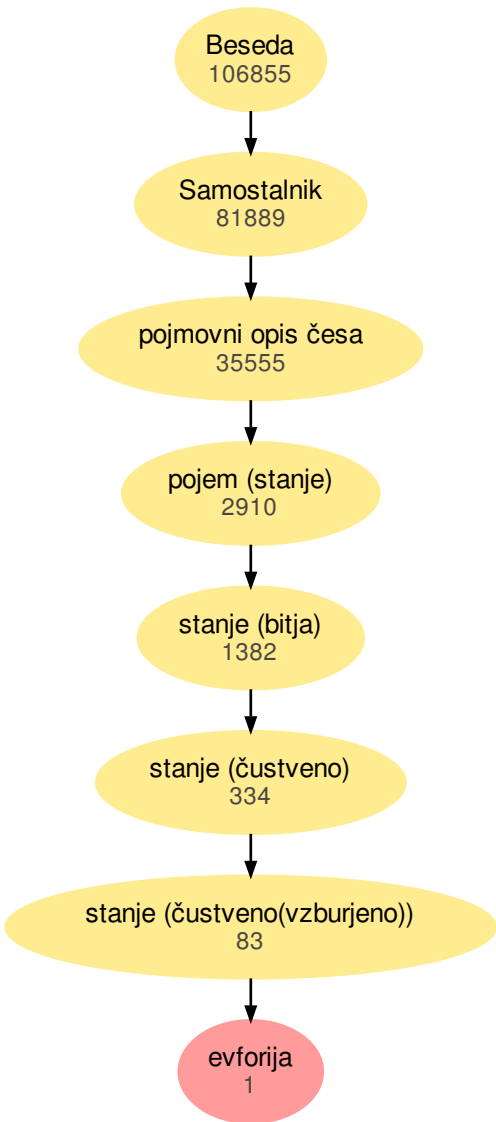 Beseda
106855
Samostalnik
81889
pojmovni opis česa
35555
pojem (stanje)
2910
stanje (bitja)
1382
stanje (čustveno)
334
stanje (čustveno(vzburjeno))
83
evforija
1